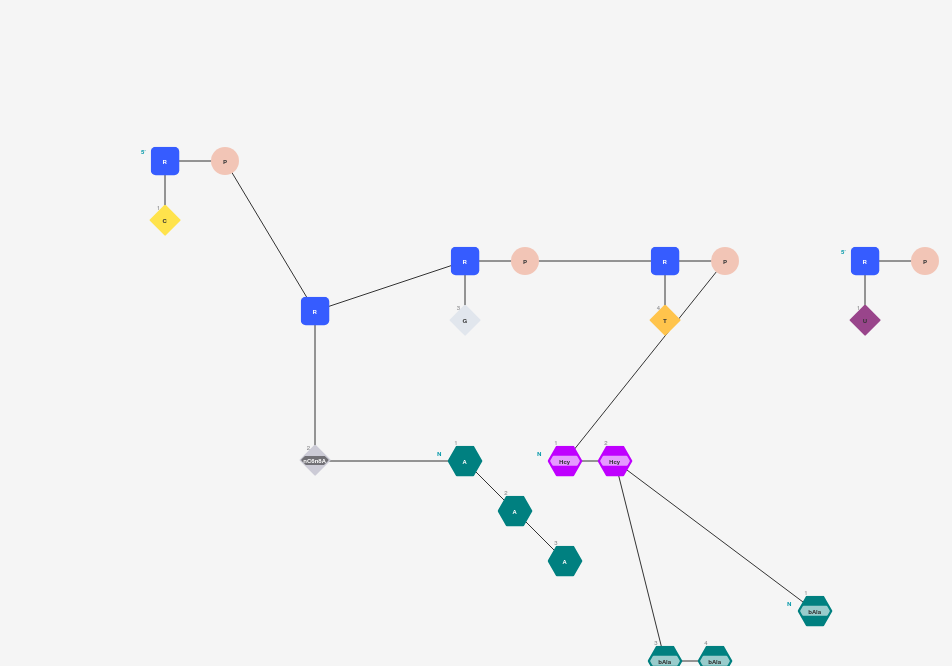 5' R P
1
C
R P R P 5' R P
R
3 4 1
G T U
2 nC6n8A N 1 A N 1 Hcy 2 Hcy
2
A
3
A
1
N bAla
3 4
bAla bAla